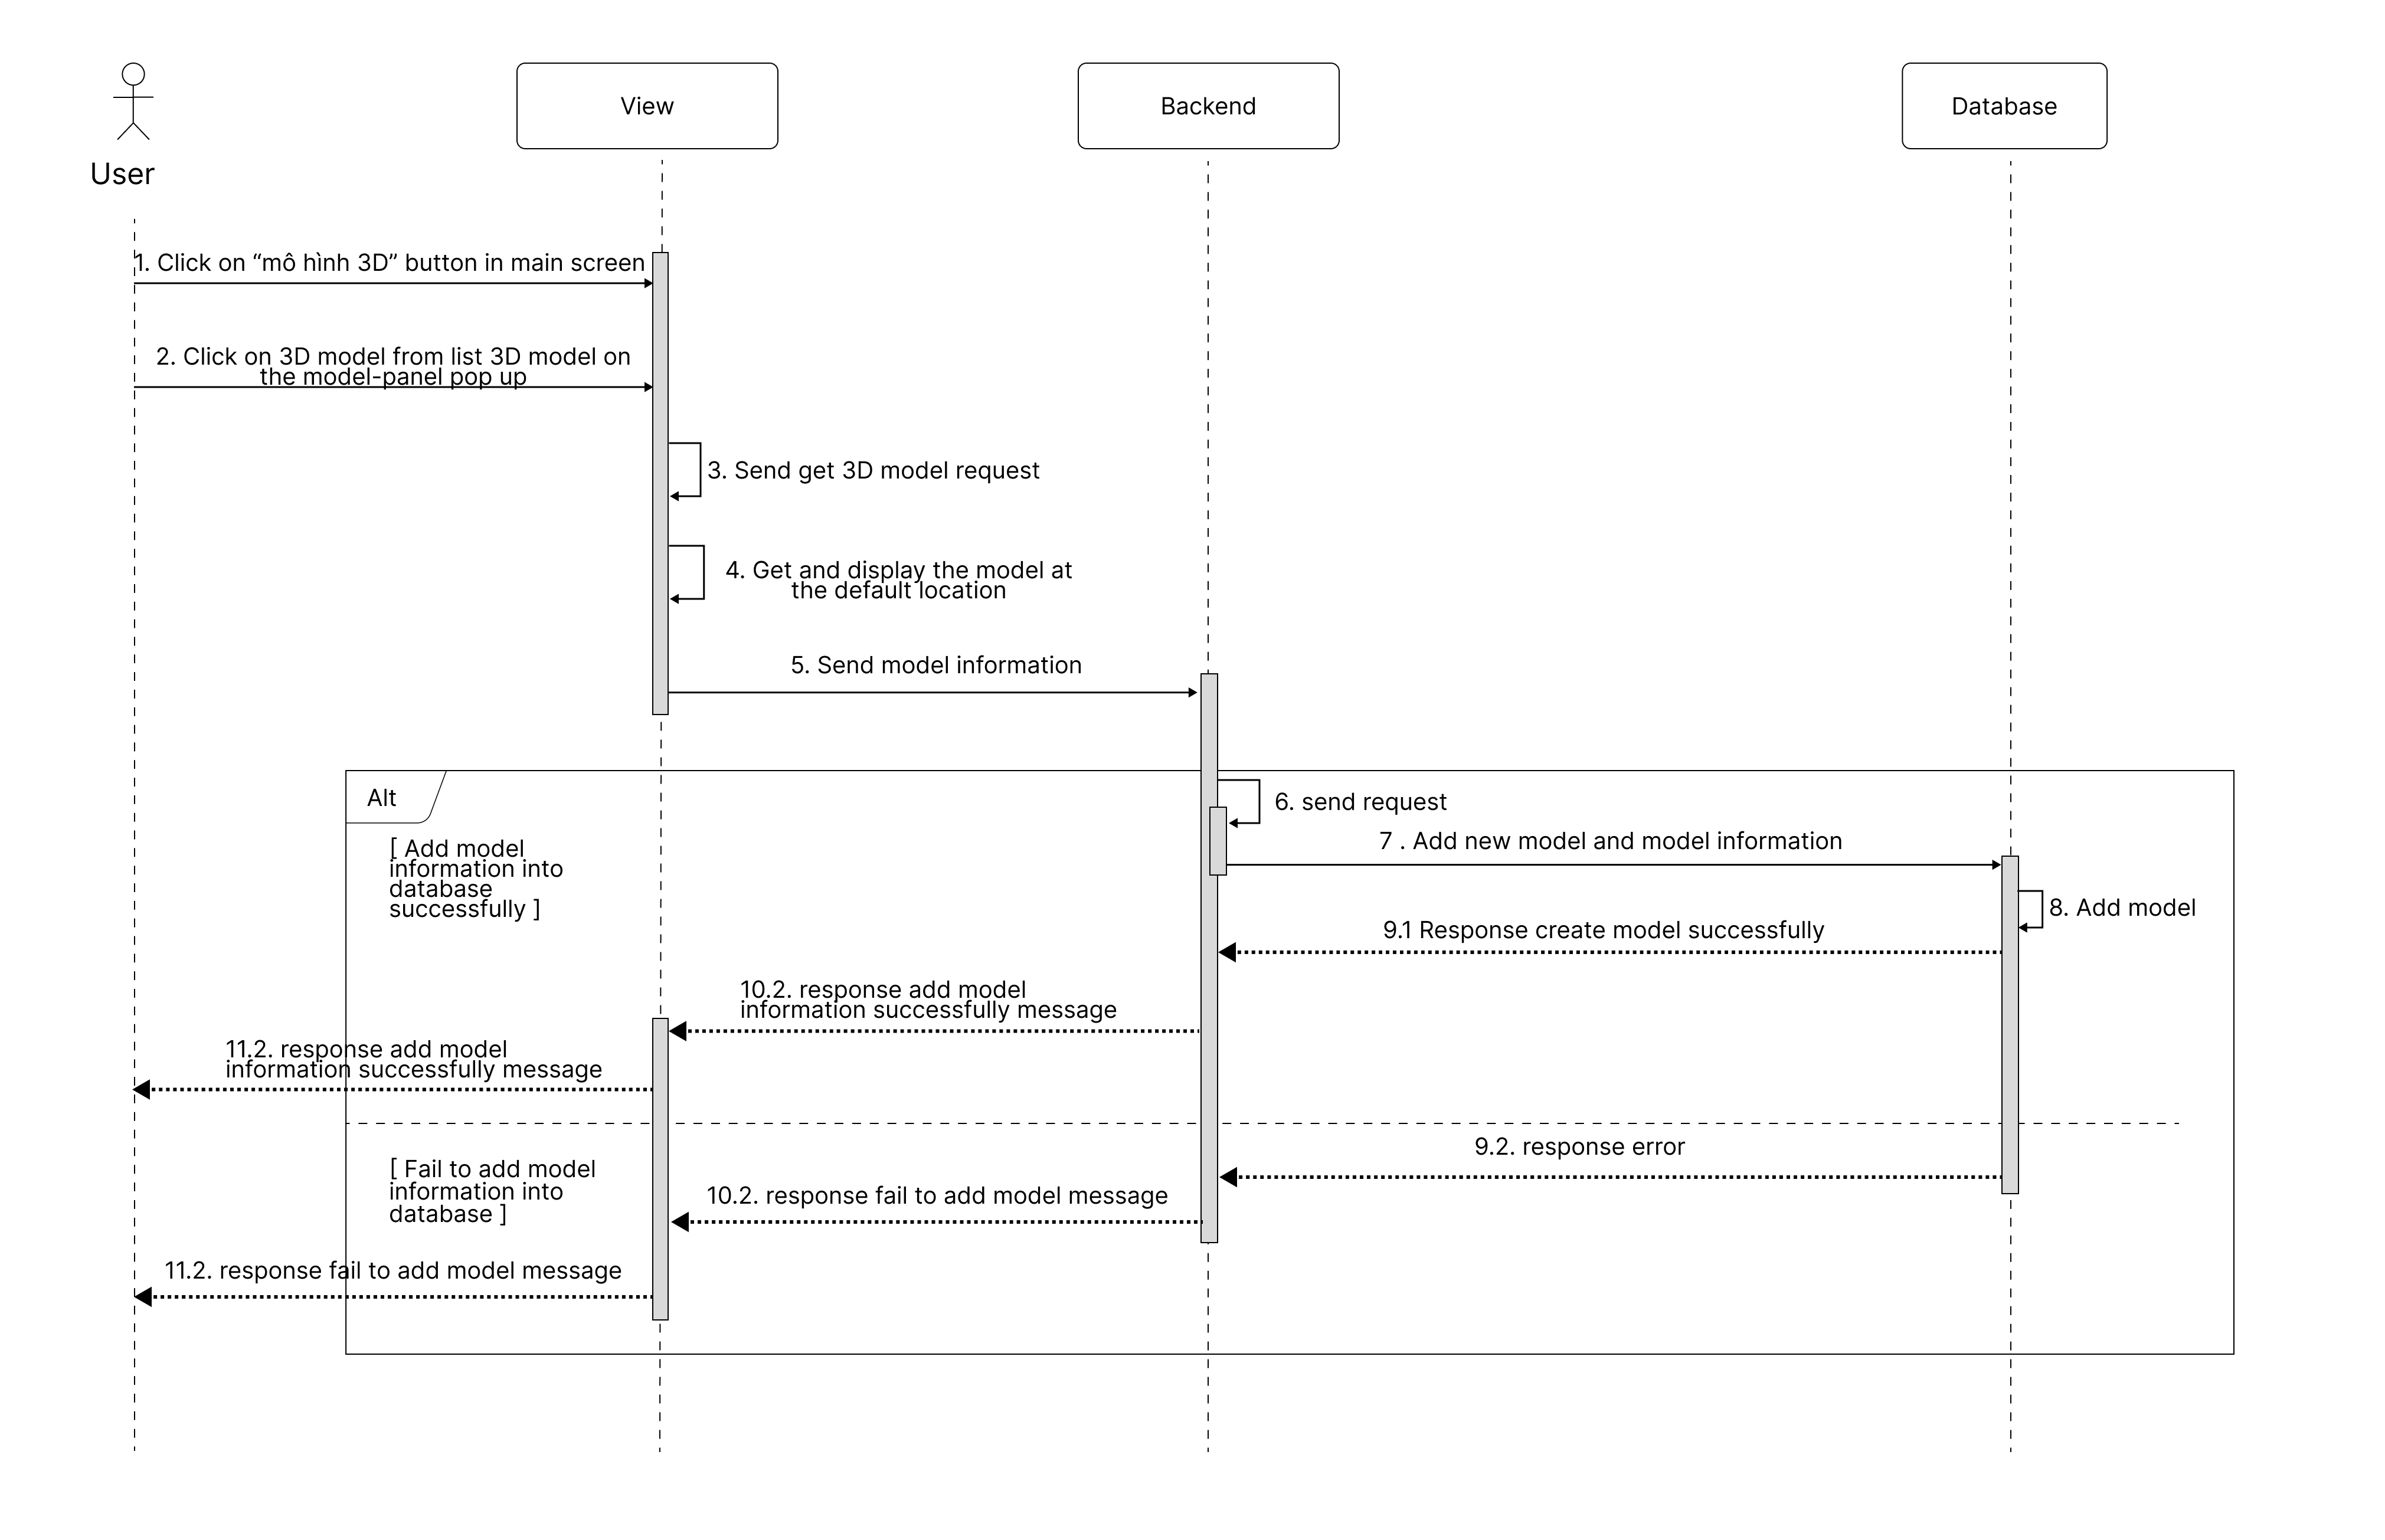 View
Backend
Database
User
1. Click on “mô hình 3D” button in main screen
2. Click on 3D model from list 3D model on
the model-panel pop up
3. Send get 3D model request
4. Get and display the model at
the default location
5. Send model information
Alt
6. send request
7 . Add new model and model information
[ Add model
information into
database
successfully ]
8. Add model
9.1 Response create model successfully
10.2. response add model
information successfully message
11.2. response add model
information successfully message
9.2. response error
[ Fail to add model
information into
database ]
10.2. response fail to add model message
11.2. response fail to add model message